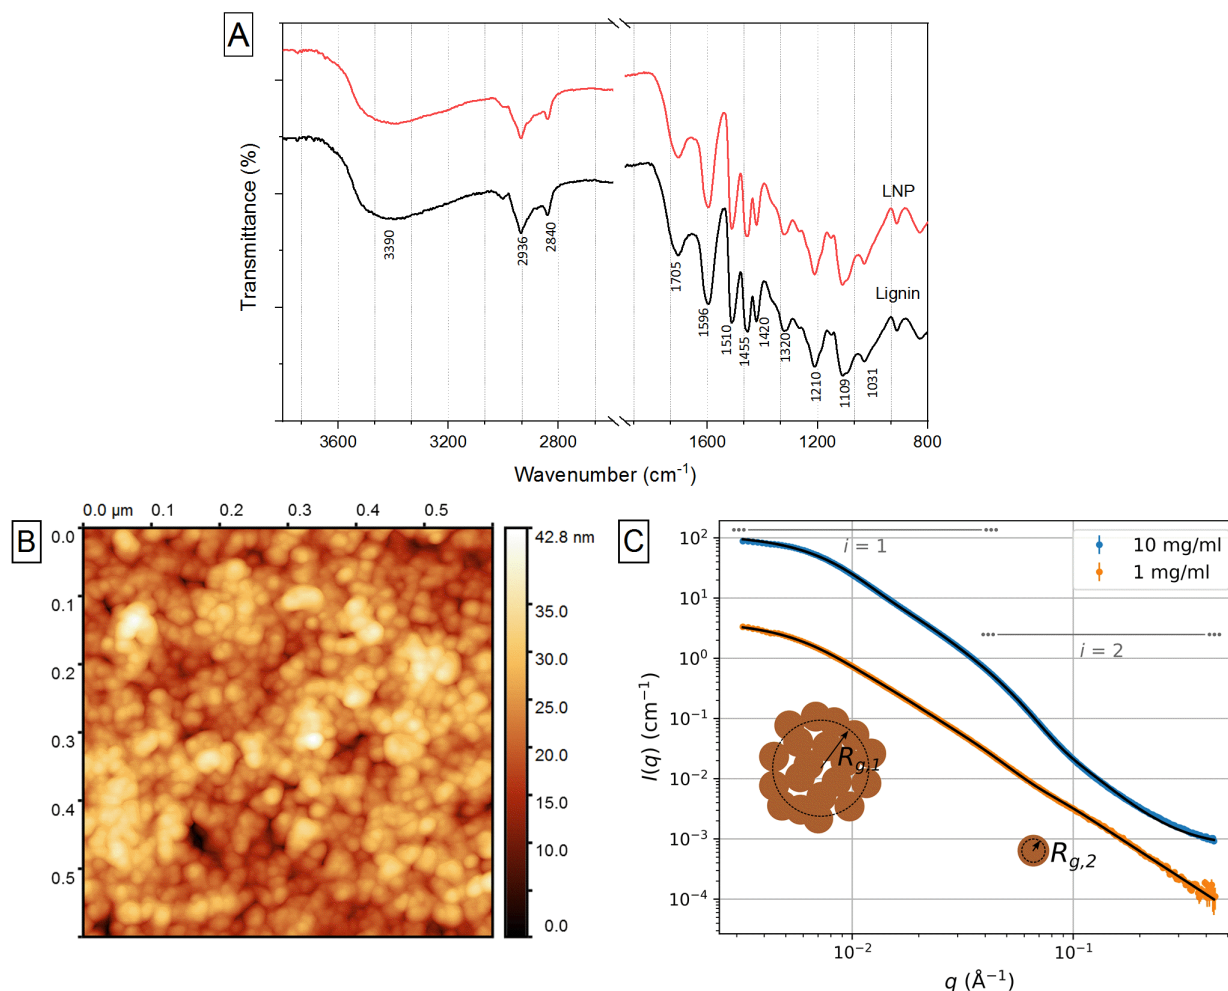 A
Transmittance (%)
LNP
Lignin
3390
2936
2840
1705
1596
1510
1455
1420
1320
1210
1109
1031
3600 3200 2800 1600 1200 800
Wavenumber (cm⁻¹)
B
0.0 µm 0.1 0.2 0.3 0.4 0.5
0.0
0.1
0.2
0.3
0.4
0.5
42.8 nm
35.0
30.0
25.0
20.0
15.0
10.0
0.0
C
i = 1
i = 2
10 mg/ml
1 mg/ml
10²
10¹
10⁰
10⁻¹
10⁻²
10⁻³
10⁻⁴
I(q) (cm⁻¹)
Rg,1
Rg,2
10⁻² 10⁻¹
q (Å⁻¹)